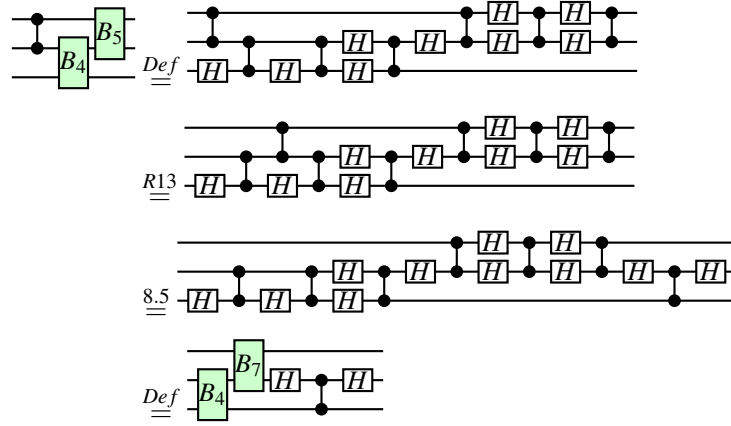 H H
B₄ B₅ H H H H
Def = H H H
H H
H H H H
R13 = H H H
H H
H H H H H H
8.5 = H H H
B₇
B₄ H H
Def =